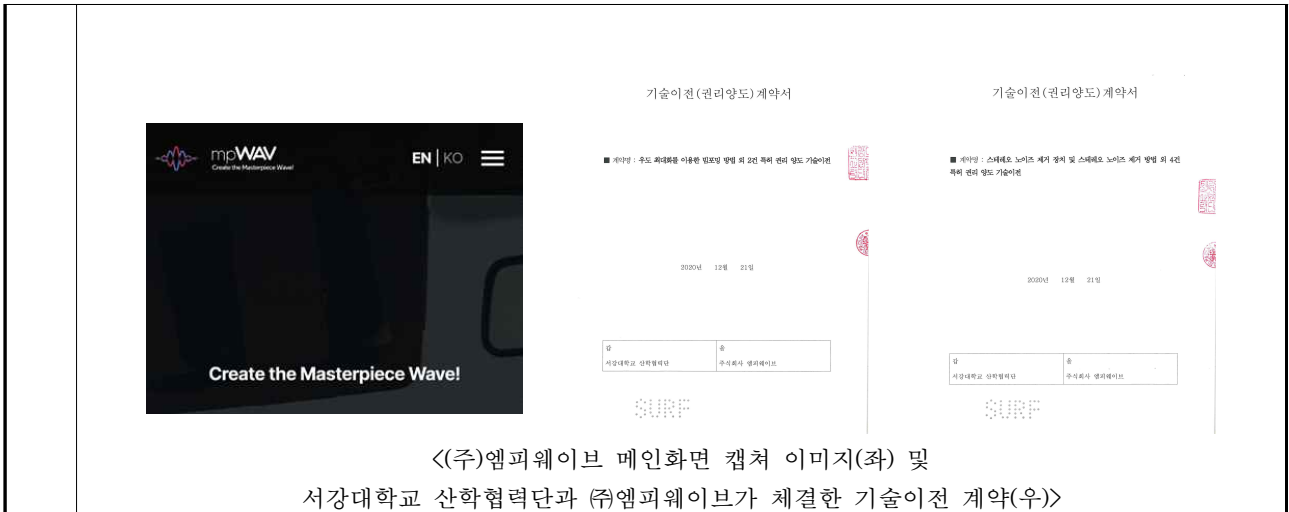 mpWAV
Create the Masterpiece Wave!
EN | KO
Create the Masterpiece Wave!
기술이전(권리양도)계약서
■ 계약명 : 우도 최대화를 이용한 빔포밍 방법 외 2건 특허 권리 양도 기술이전
2020년 12월 21일
갑 을
서강대학교 산학협력단 주식회사 엠피웨이브
SURF
기술이전(권리양도)계약서
■ 계약명 : 스테레오 노이즈 제거 장치 및 스테레오 노이즈 제거 방법 외 4건
특허 권리 양도 기술이전
2020년 12월 21일
갑 을
서강대학교 산학협력단 주식회사 엠피웨이브
SURF
<(주)엠피웨이브 메인화면 캡쳐 이미지(좌) 및
서강대학교 산학협력단과 ㈜엠피웨이브가 체결한 기술이전 계약(우)>